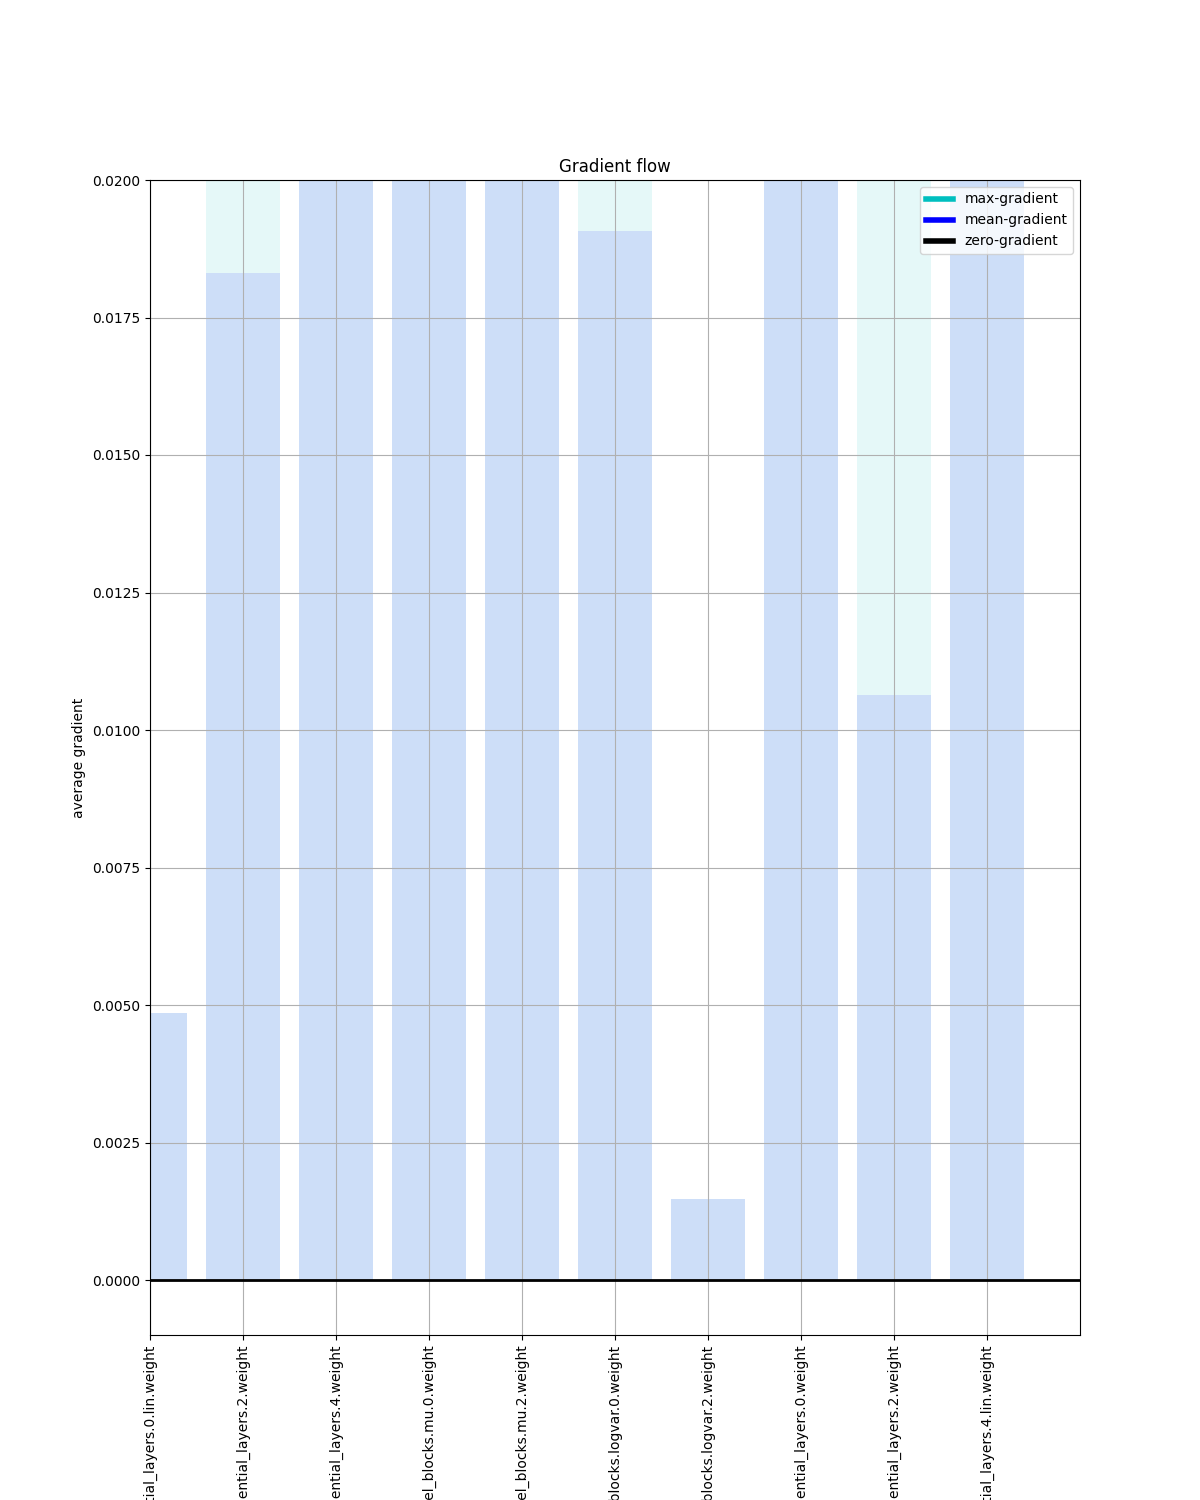 Gradient flow
max-gradient
mean-gradient
zero-gradient
0.0200
0.0175
0.0150
0.0125
0.0100
0.0075
0.0050
0.0025
0.0000
average gradient
tial_layers.0.lin.weight
ential_layers.2.weight
ential_layers.4.weight
el_blocks.mu.0.weight
el_blocks.mu.2.weight
blocks.logvar.0.weight
blocks.logvar.2.weight
ential_layers.0.weight
ential_layers.2.weight
tial_layers.4.lin.weight